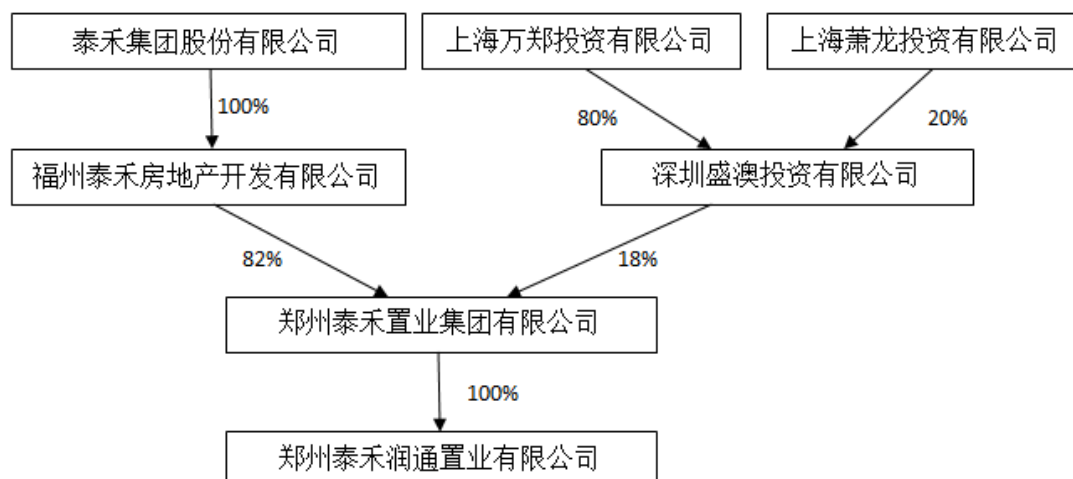 泰禾集团股份有限公司
上海万郑投资有限公司
上海萧龙投资有限公司
100%
80%
20%
福州泰禾房地产开发有限公司
深圳盛澳投资有限公司
82%
18%
郑州泰禾置业集团有限公司
100%
郑州泰禾润通置业有限公司